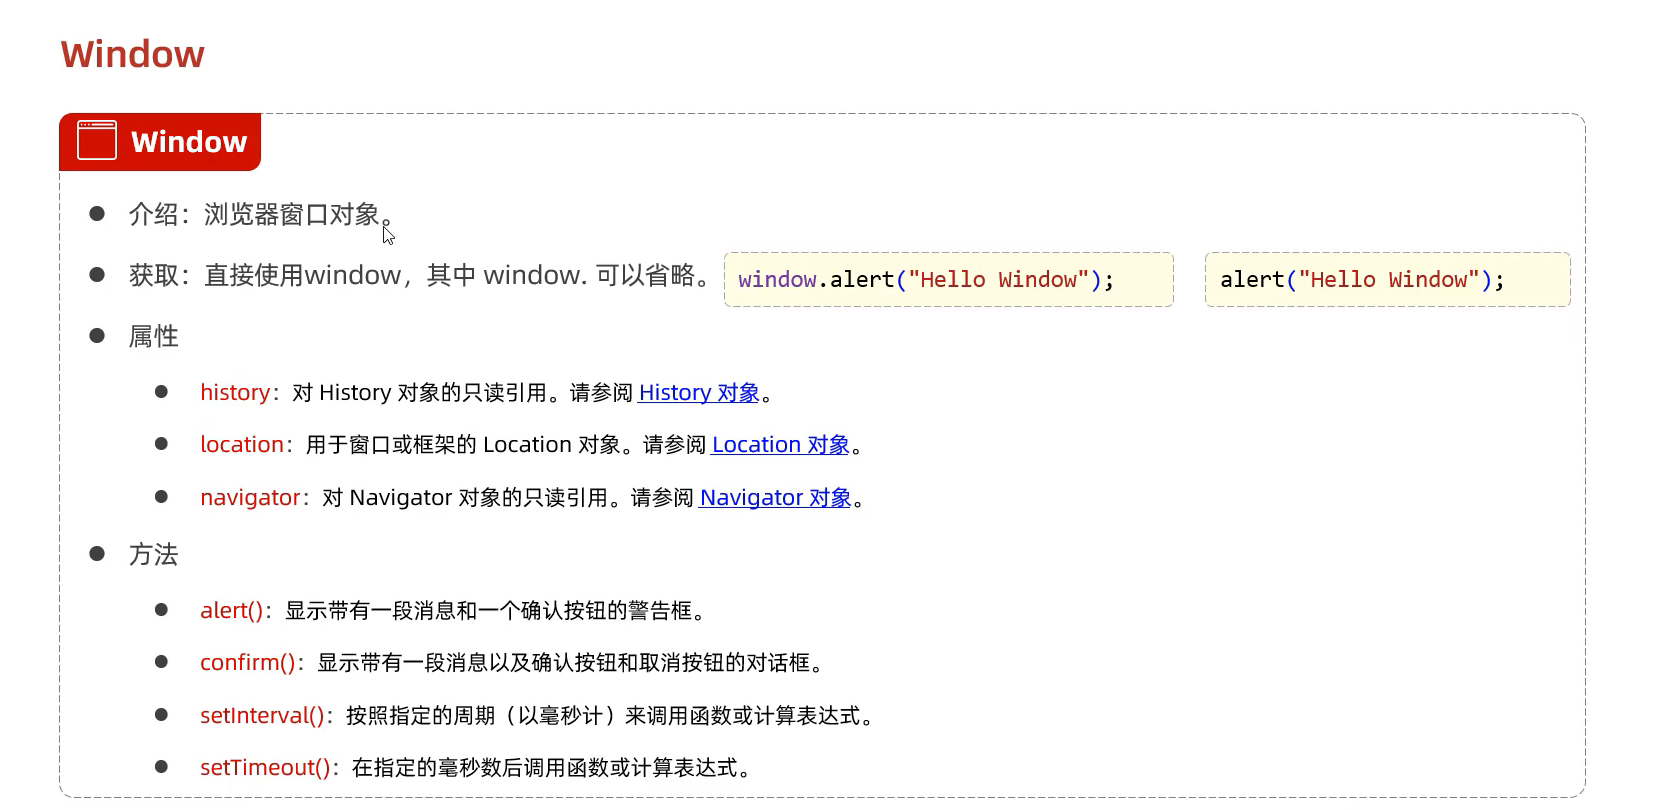 Window
Window
介绍：浏览器窗口对象。
获取：直接使用window，其中 window. 可以省略。 window.alert("Hello Window"); alert("Hello Window");
属性
history：对 History 对象的只读引用。请参阅 History 对象。
location：用于窗口或框架的 Location 对象。请参阅 Location 对象。
navigator：对 Navigator 对象的只读引用。请参阅 Navigator 对象。
方法
alert()：显示带有一段消息和一个确认按钮的警告框。
confirm()：显示带有一段消息以及确认按钮和取消按钮的对话框。
setInterval()：按照指定的周期（以毫秒计）来调用函数或计算表达式。
setTimeout()：在指定的毫秒数后调用函数或计算表达式。